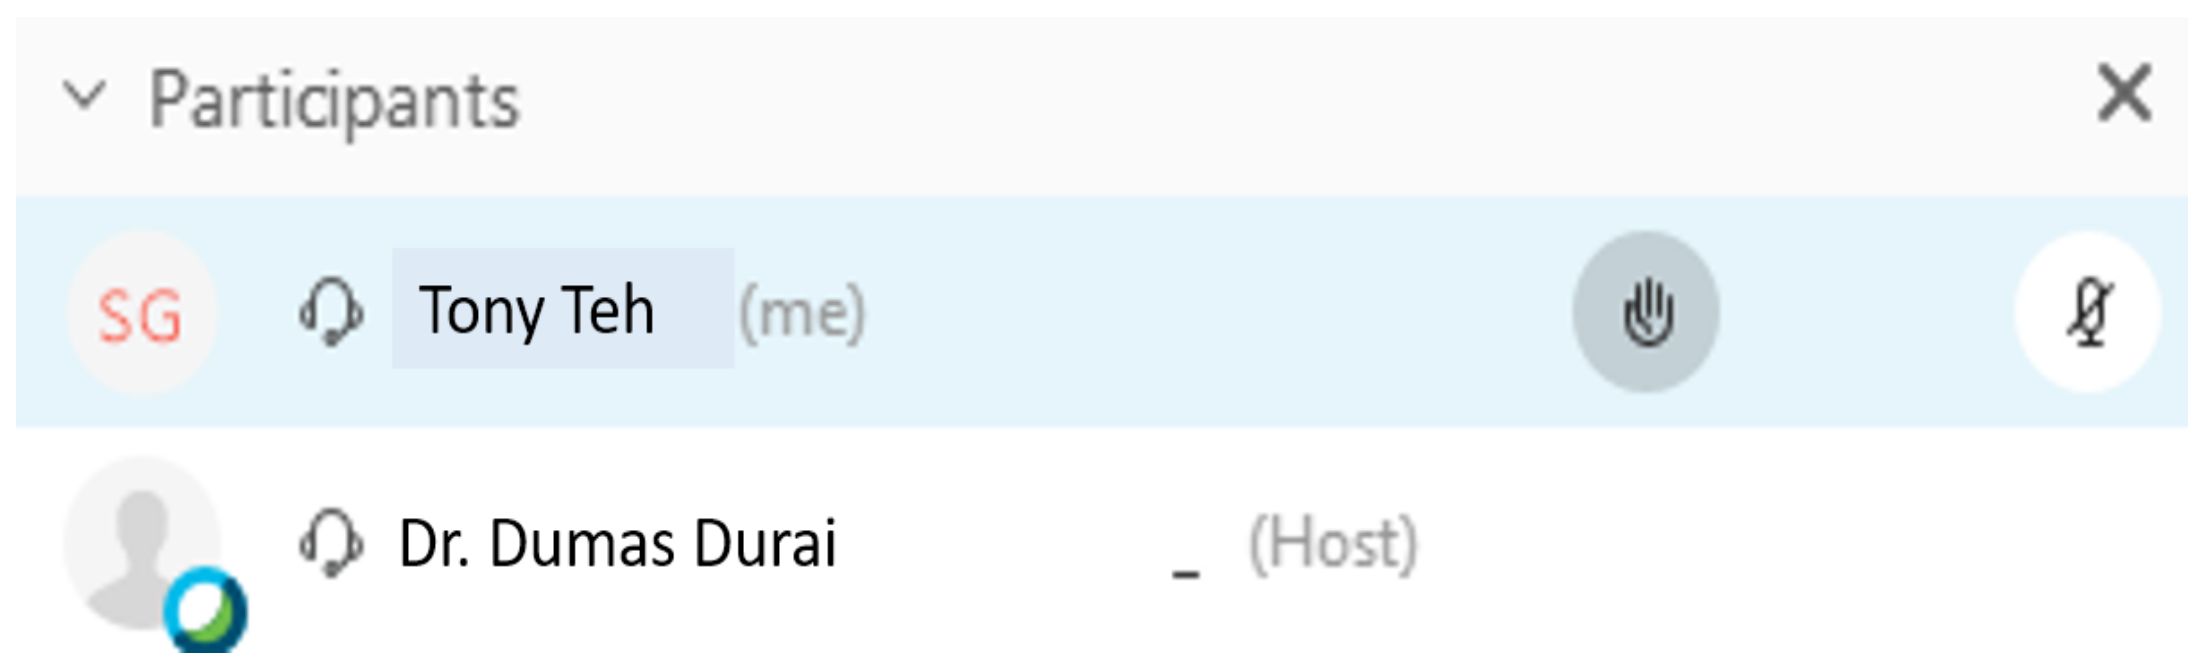 Participants
SG Tony Teh (me)
Dr. Dumas Durai _ (Host)